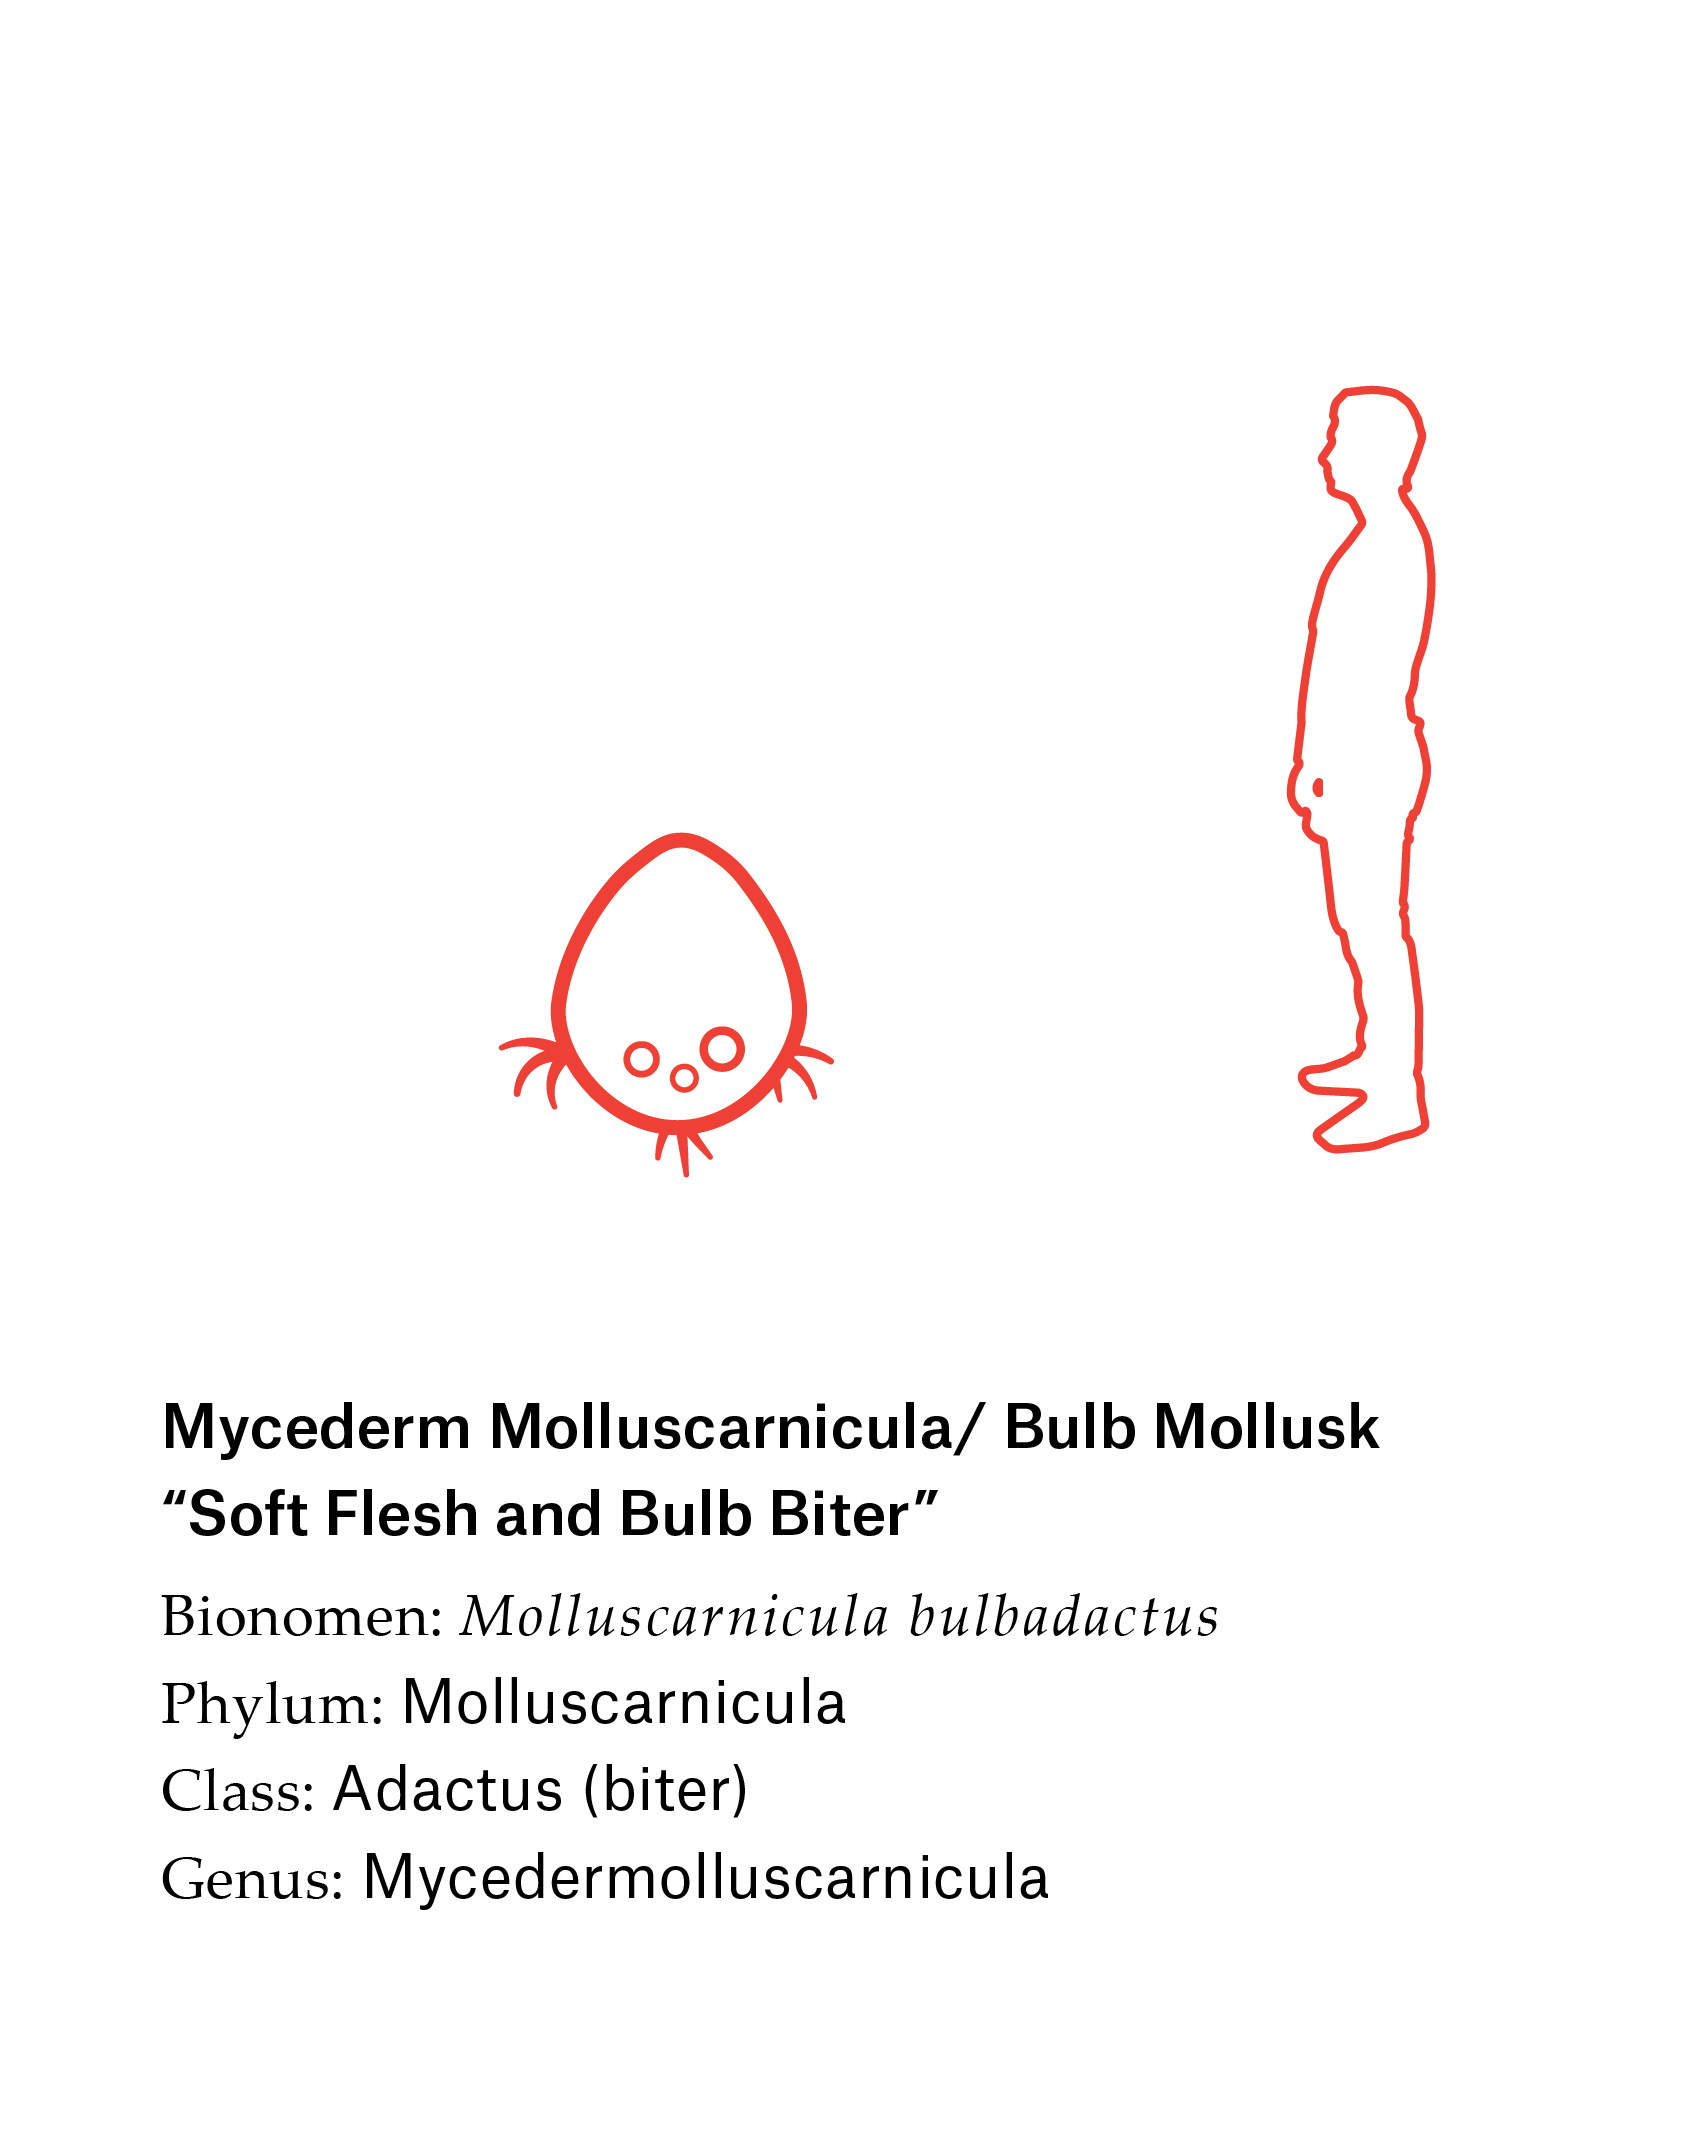 Mycederm Molluscarnicula/ Bulb Mollusk
“Soft Flesh and Bulb Biter”
Bionomen: Molluscarnicula bulbadactus
Phylum: Molluscarnicula
Class: Adactus (biter)
Genus: Mycedermolluscarnicula